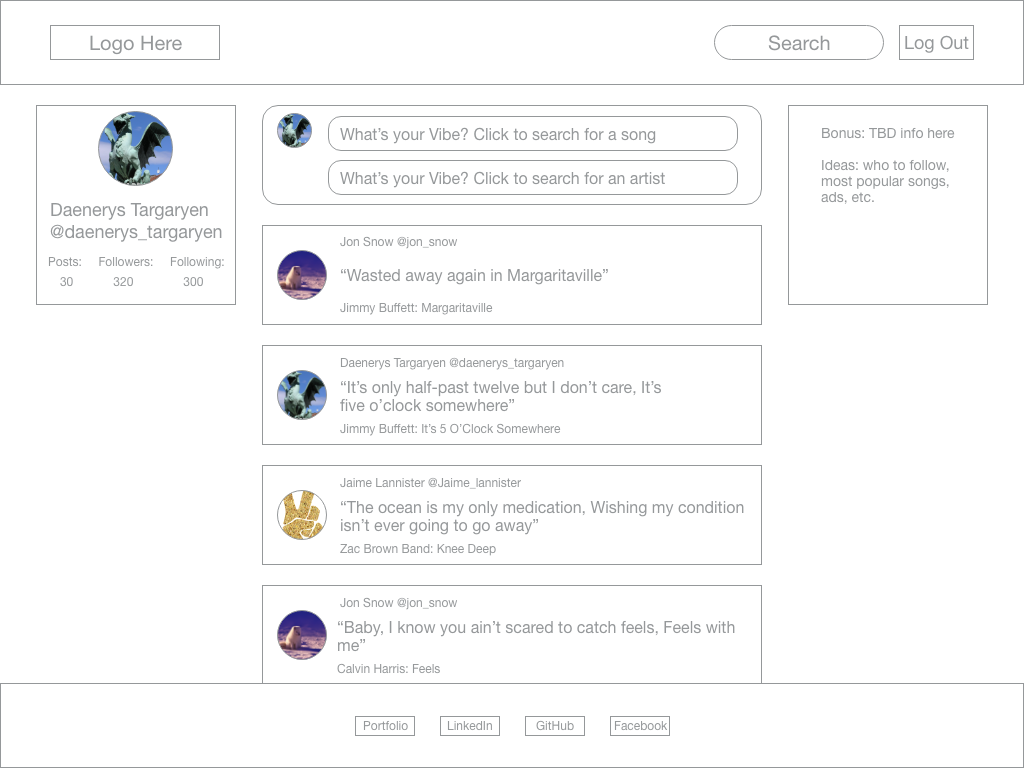 Logo Here
Search
Log Out
Daenerys Targaryen
@daenerys_targaryen
Posts: Followers: Following:
30 320 300
What’s your Vibe? Click to search for a song
What’s your Vibe? Click to search for an artist
Jon Snow @jon_snow
“Wasted away again in Margaritaville”
Jimmy Buffett: Margaritaville
Daenerys Targaryen @daenerys_targaryen
“It’s only half-past twelve but I don’t care, It’s
five o’clock somewhere”
Jimmy Buffett: It’s 5 O’Clock Somewhere
Jaime Lannister @Jaime_lannister
“The ocean is my only medication, Wishing my condition
isn’t ever going to go away”
Zac Brown Band: Knee Deep
Jon Snow @jon_snow
“Baby, I know you ain’t scared to catch feels, Feels with
me”
Calvin Harris: Feels
Bonus: TBD info here
Ideas: who to follow,
most popular songs,
ads, etc.
Portfolio
LinkedIn
GitHub
Facebook